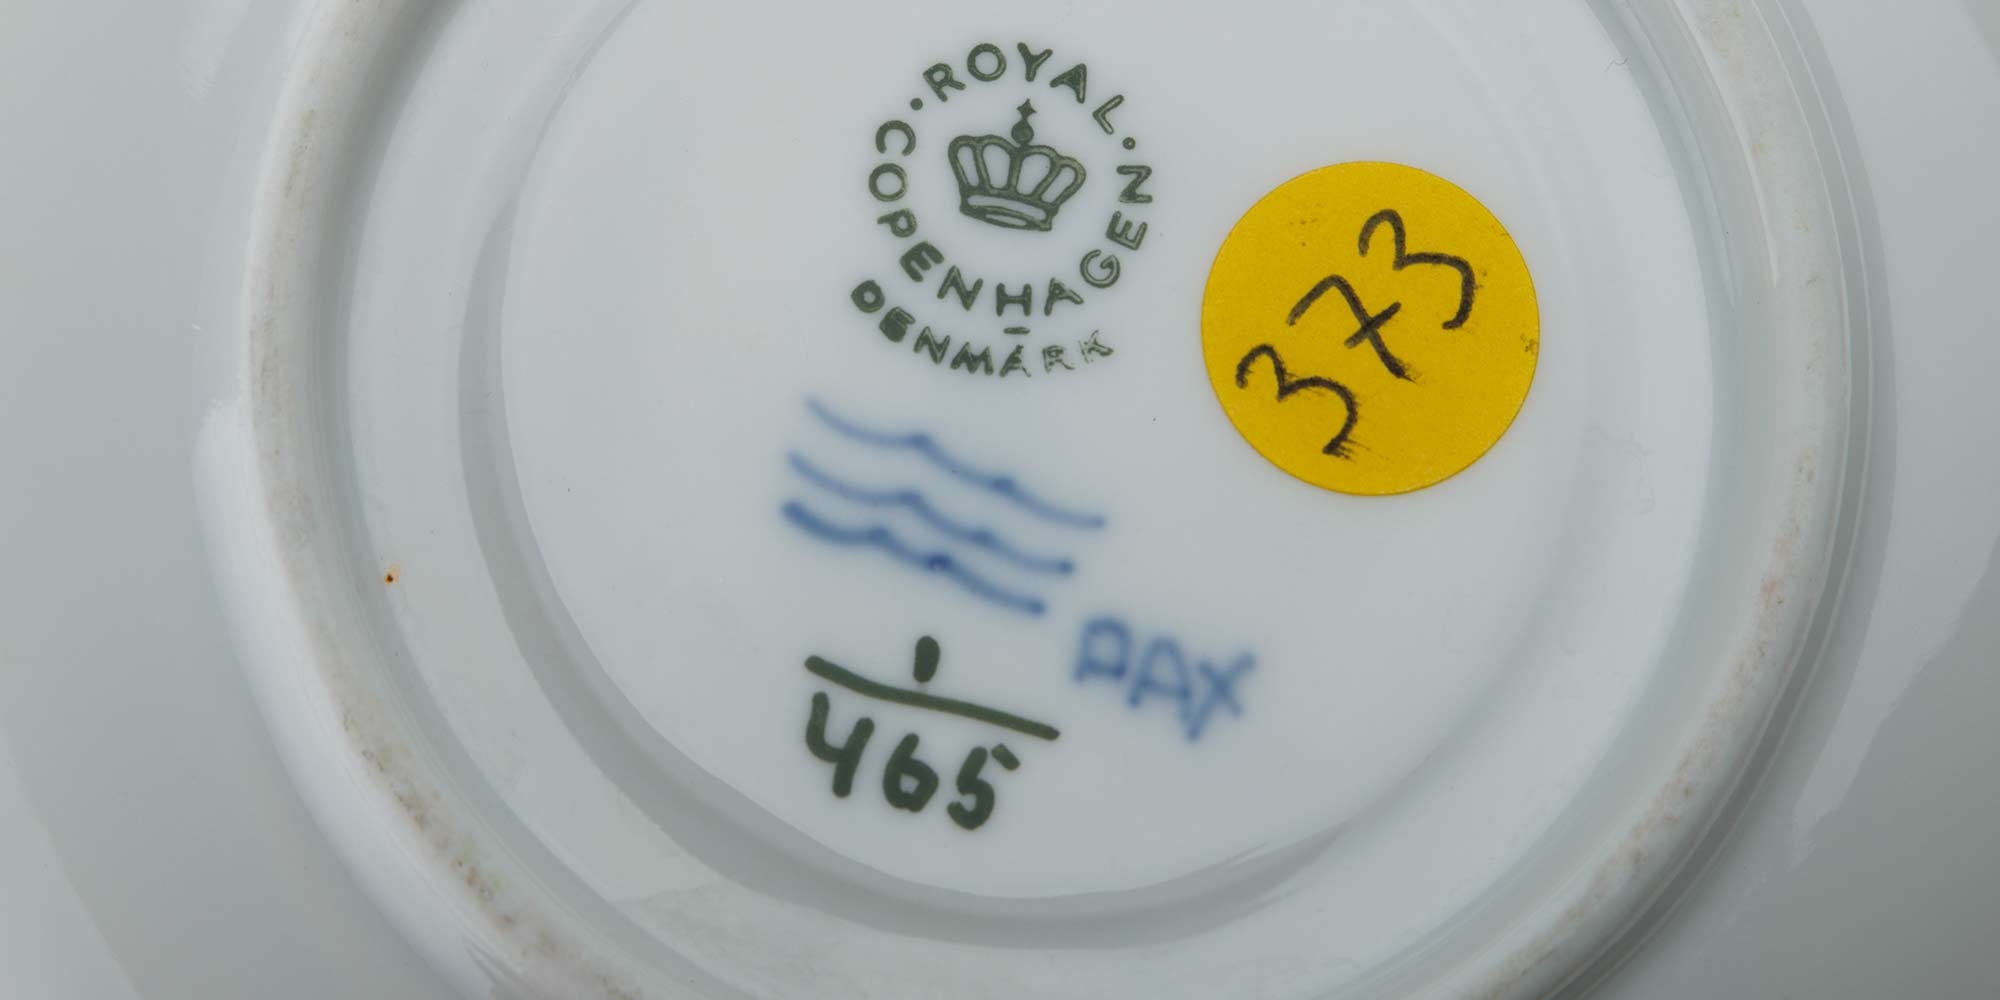 ROYAL
COPENHAGEN
DENMARK
373
PAX
1
465